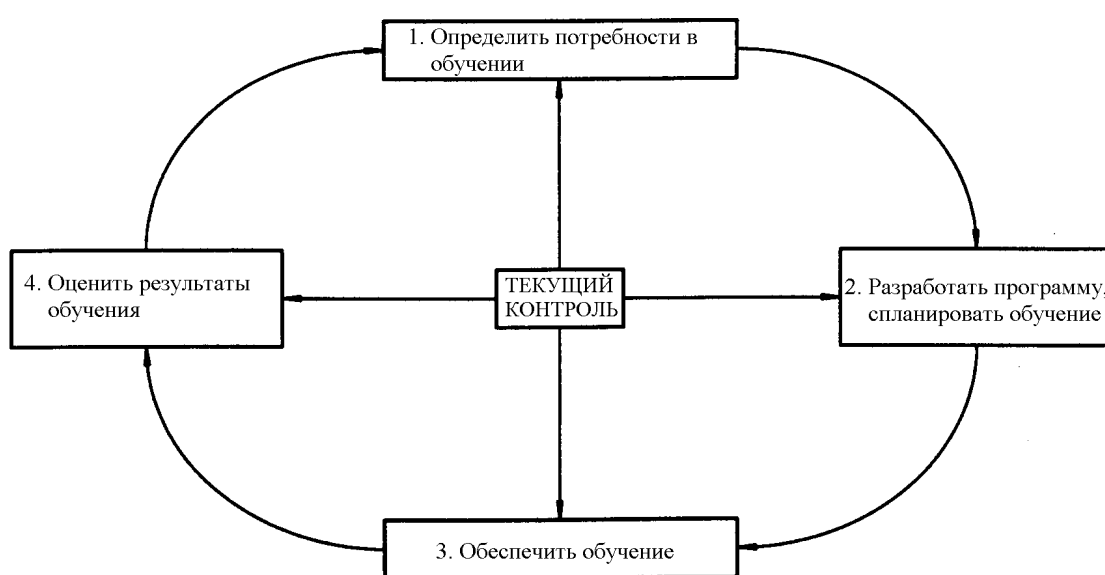 1. Определить потребности в
обучении
4. Оценить результаты
обучения
ТЕКУЩИЙ
КОНТРОЛЬ
2. Разработать программу,
спланировать обучение
3. Обеспечить обучение